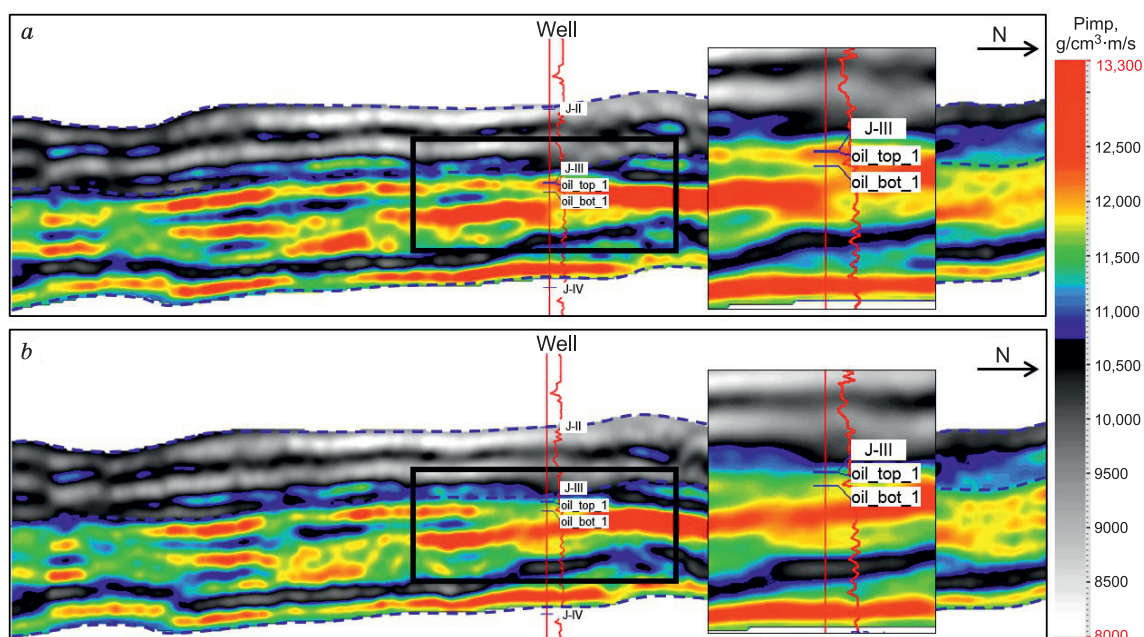 a
Well
N
J-II
J-III
oil_top_1
oil_bot_1
J-IV
J-III
oil_top_1
oil_bot_1
b
Well
N
J-II
J-III
oil_top_1
oil_bot_1
J-IV
J-III
oil_top_1
oil_bot_1
Pimp,
g/cm³·m/s
13,300
12,500
12,000
11,500
11,000
10,500
10,000
9500
9000
8500
8000